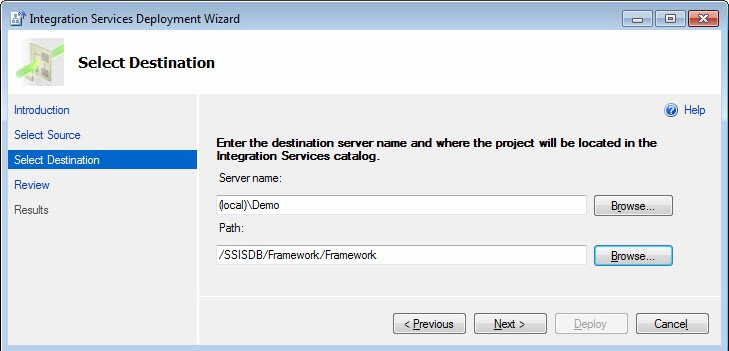 Integration Services Deployment Wizard
Select Destination
Introduction
Select Source
Select Destination
Review
Results
Help
Enter the destination server name and where the project will be located in the
Integration Services catalog.
Server name:
(local)\Demo
Browse...
Path:
/SSISDB/Framework/Framework
Browse...
< Previous
Next >
Deploy
Cancel